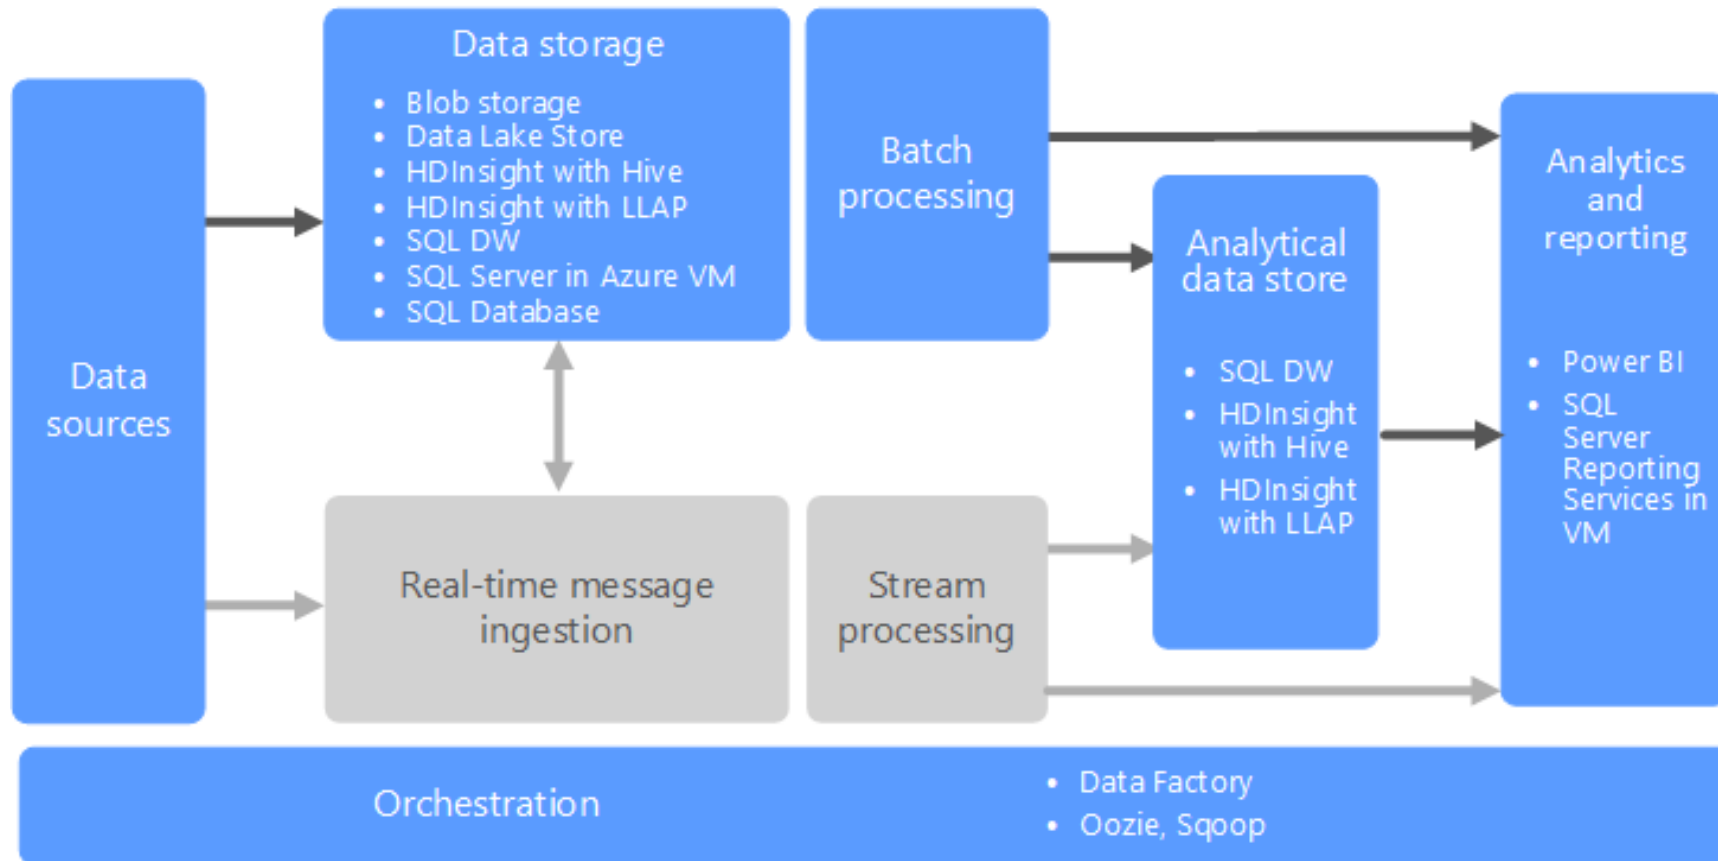 Data storage
• Blob storage
• Data Lake Store
• HDInsight with Hive
• HDInsight with LLAP
• SQL DW
• SQL Server in Azure VM
• SQL Database
Data
sources
Real-time message
ingestion
Batch
processing
Stream
processing
Analytical
data store
• SQL DW
• HDInsight
with Hive
• HDInsight
with LLAP
Analytics
and
reporting
• Power BI
• SQL
Server
Reporting
Services in
VM
Orchestration
• Data Factory
• Oozie, Sqoop